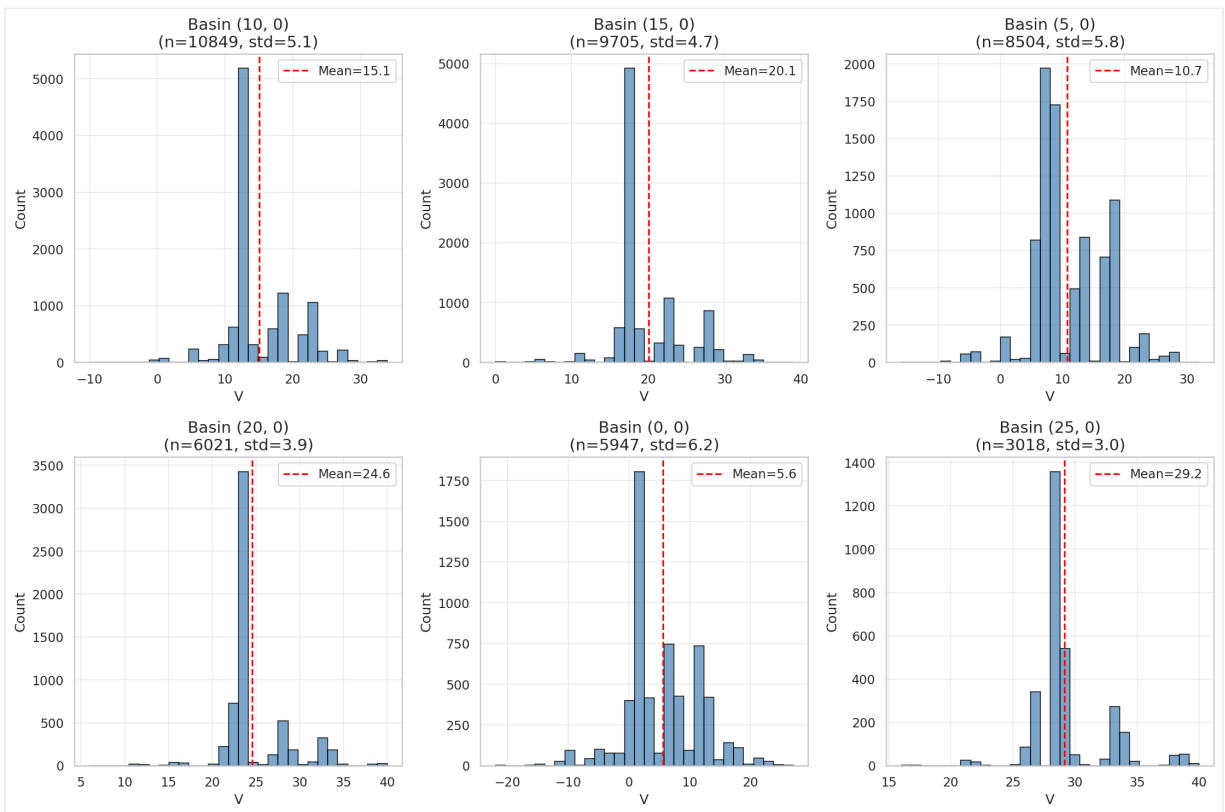 Basin (10, 0)
(n=10849, std=5.1)
Mean=15.1
5000
4000
3000
2000
1000
0
Count
−10
0
10
20
30
V
Basin (15, 0)
(n=9705, std=4.7)
Mean=20.1
5000
4000
3000
2000
1000
0
Count
0
10
20
30
40
V
Basin (5, 0)
(n=8504, std=5.8)
Mean=10.7
2000
1750
1500
1250
1000
750
500
250
0
Count
−10
0
10
20
30
V
Basin (20, 0)
(n=6021, std=3.9)
Mean=24.6
3500
3000
2500
2000
1500
1000
500
0
Count
5
10
15
20
25
30
35
40
V
Basin (0, 0)
(n=5947, std=6.2)
Mean=5.6
1750
1500
1250
1000
750
500
250
0
Count
−20
−10
0
10
20
V
Basin (25, 0)
(n=3018, std=3.0)
Mean=29.2
1400
1200
1000
800
600
400
200
0
Count
15
20
25
30
35
40
V